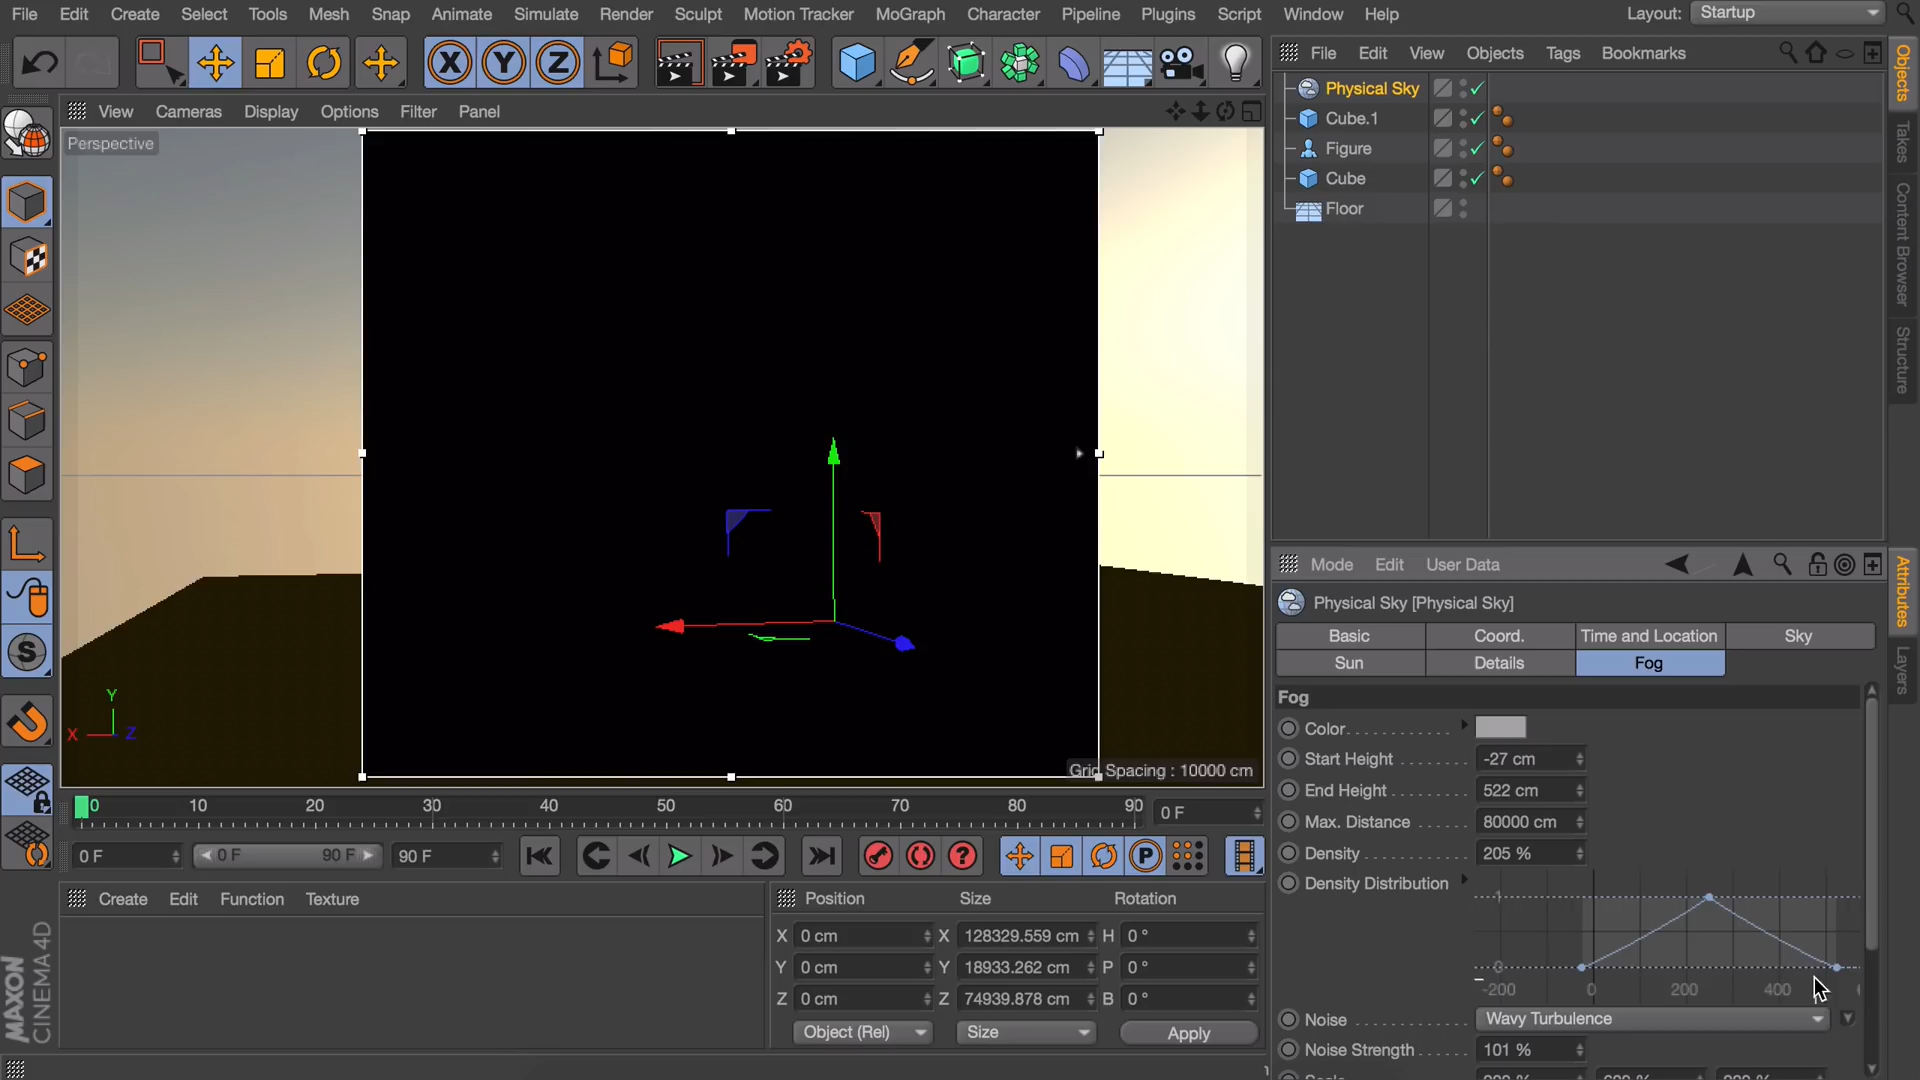 File Edit Create Select Tools Mesh Snap Animate Simulate Render Sculpt Motion Tracker MoGraph Character Pipeline Plugins Script Window Help Layout: Startup
X Y Z
File Edit View Objects Tags Bookmarks
View Cameras Display Options Filter Panel
Perspective
Physical Sky
Cube.1
Figure
Cube
Floor
Objects
Takes
Content Browser
Structure
Mode Edit User Data
Physical Sky [Physical Sky]
Basic Coord. Time and Location Sky
Sun Details Fog
Attributes
Layers
Fog
Color
Start Height -27 cm
End Height 522 cm
Max. Distance 80000 cm
Density 205 %
Density Distribution
1
0
-200 0 200 400
Noise Wavy Turbulence
Noise Strength 101 %
S
Y
X Z
Grid Spacing : 10000 cm
0 10 20 30 40 50 60 70 80 90 0 F
0 F 0 F 90 F 90 F
P
Create Edit Function Texture
Position Size Rotation
X 0 cm X 128329.559 cm H 0 °
Y 0 cm Y 18933.262 cm P 0 °
Z 0 cm Z 74939.878 cm B 0 °
Object (Rel) Size Apply
MAXON
CINEMA 4D